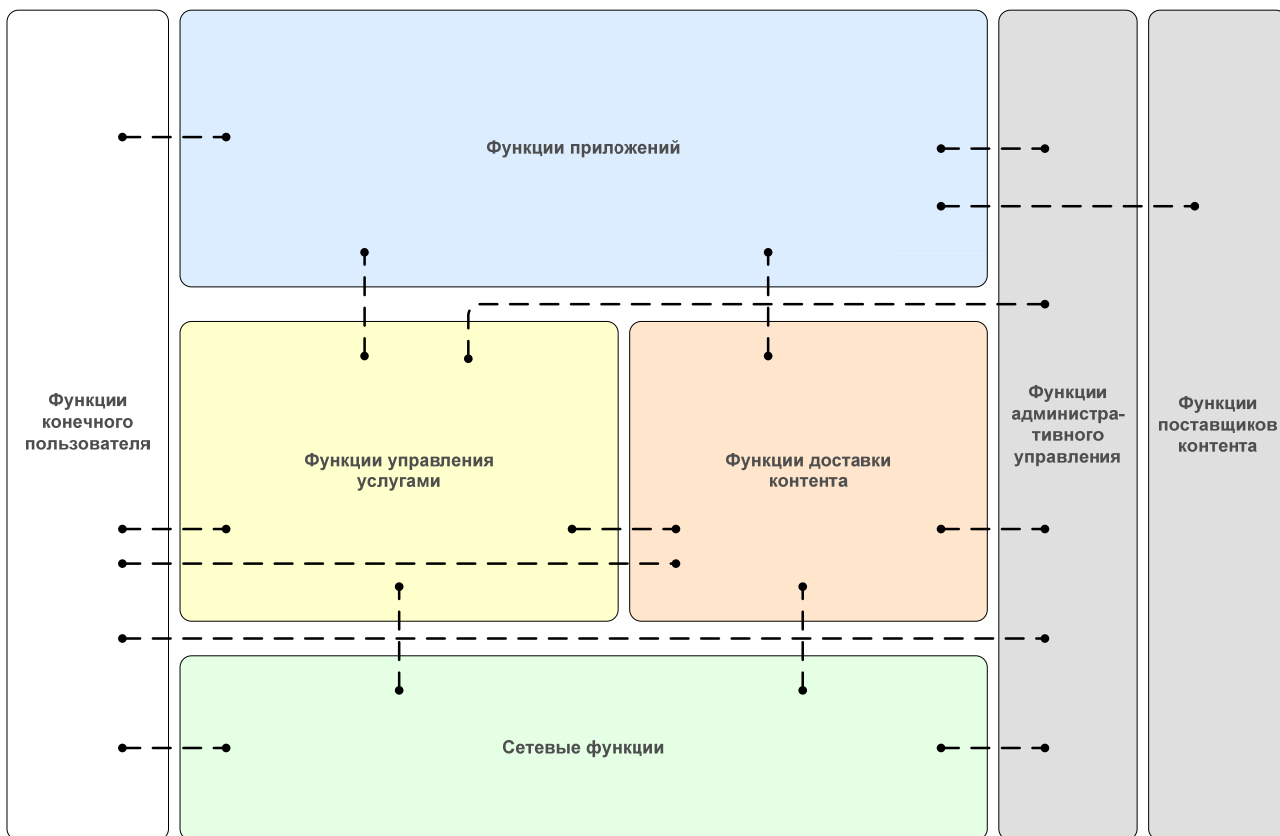 Функции приложений
Функции
конечного
пользователя
Функции управления
услугами
Функции доставки
контента
Функции
администра-
тивного
управления
Функции
поставщиков
контента
Сетевые функции